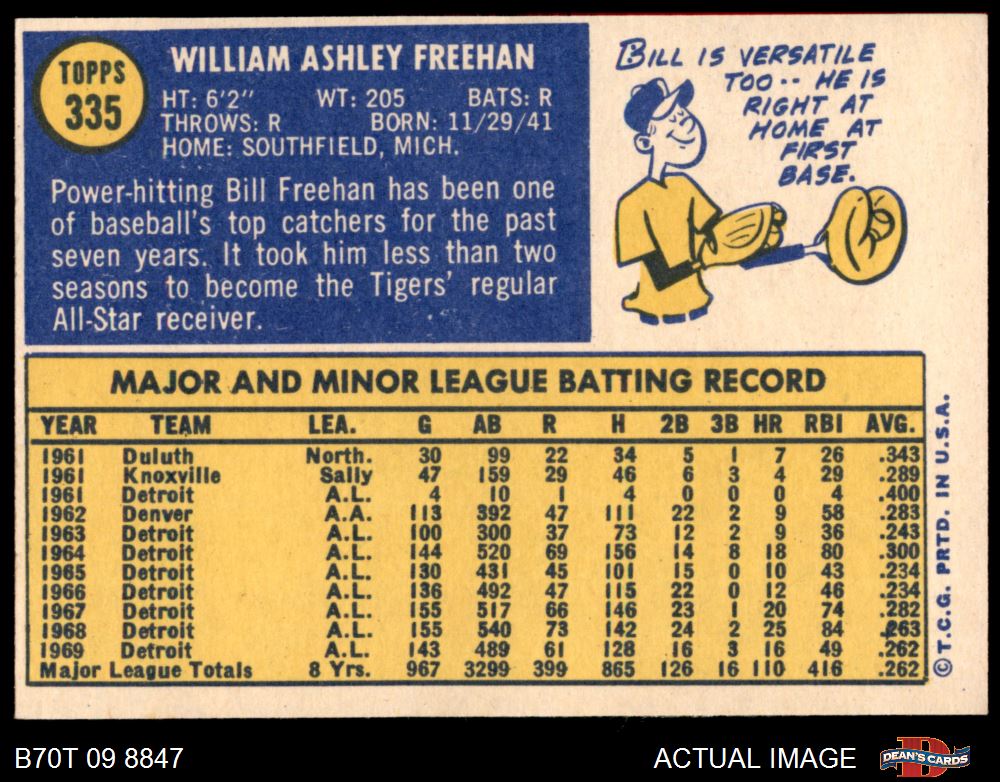 TOPPS
335
WILLIAM ASHLEY FREEHAN
HT: 6'2" WT: 205 BATS: R
THROWS: R BORN: 11/29/41
HOME: SOUTHFIELD, MICH.
Power-hitting Bill Freehan has been one
of baseball's top catchers for the past
seven years. It took him less than two
seasons to become the Tigers' regular
All-Star receiver.
BILL IS VERSATILE
TOO-- HE IS
RIGHT AT
HOME AT
FIRST
BASE.
MAJOR AND MINOR LEAGUE BATTING RECORD
YEAR TEAM LEA. G AB R H 2B 3B HR RBI AVG.
1961 Duluth North. 30 99 22 34 5 1 7 26 .343
1961 Knoxville Sally 47 159 29 46 6 3 4 29 .289
1961 Detroit A.L. 4 10 1 4 0 0 0 4 .400
1962 Denver A.A. 113 392 47 111 22 2 9 58 .283
1963 Detroit A.L. 100 300 37 73 12 2 9 36 .243
1964 Detroit A.L. 144 520 69 156 14 8 18 80 .300
1965 Detroit A.L. 130 431 45 101 15 0 10 43 .234
1966 Detroit A.L. 136 492 47 115 22 0 12 46 .234
1967 Detroit A.L. 155 517 66 146 23 1 20 74 .282
1968 Detroit A.L. 155 540 73 142 24 2 25 84 .263
1969 Detroit A.L. 143 489 61 128 16 3 16 49 .262
Major League Totals 8 Yrs. 967 3299 399 865 126 16 110 416 .262
© T.C.G. PRTD. IN U.S.A.
B70T 09 8847
ACTUAL IMAGE
DEAN'S CARDS